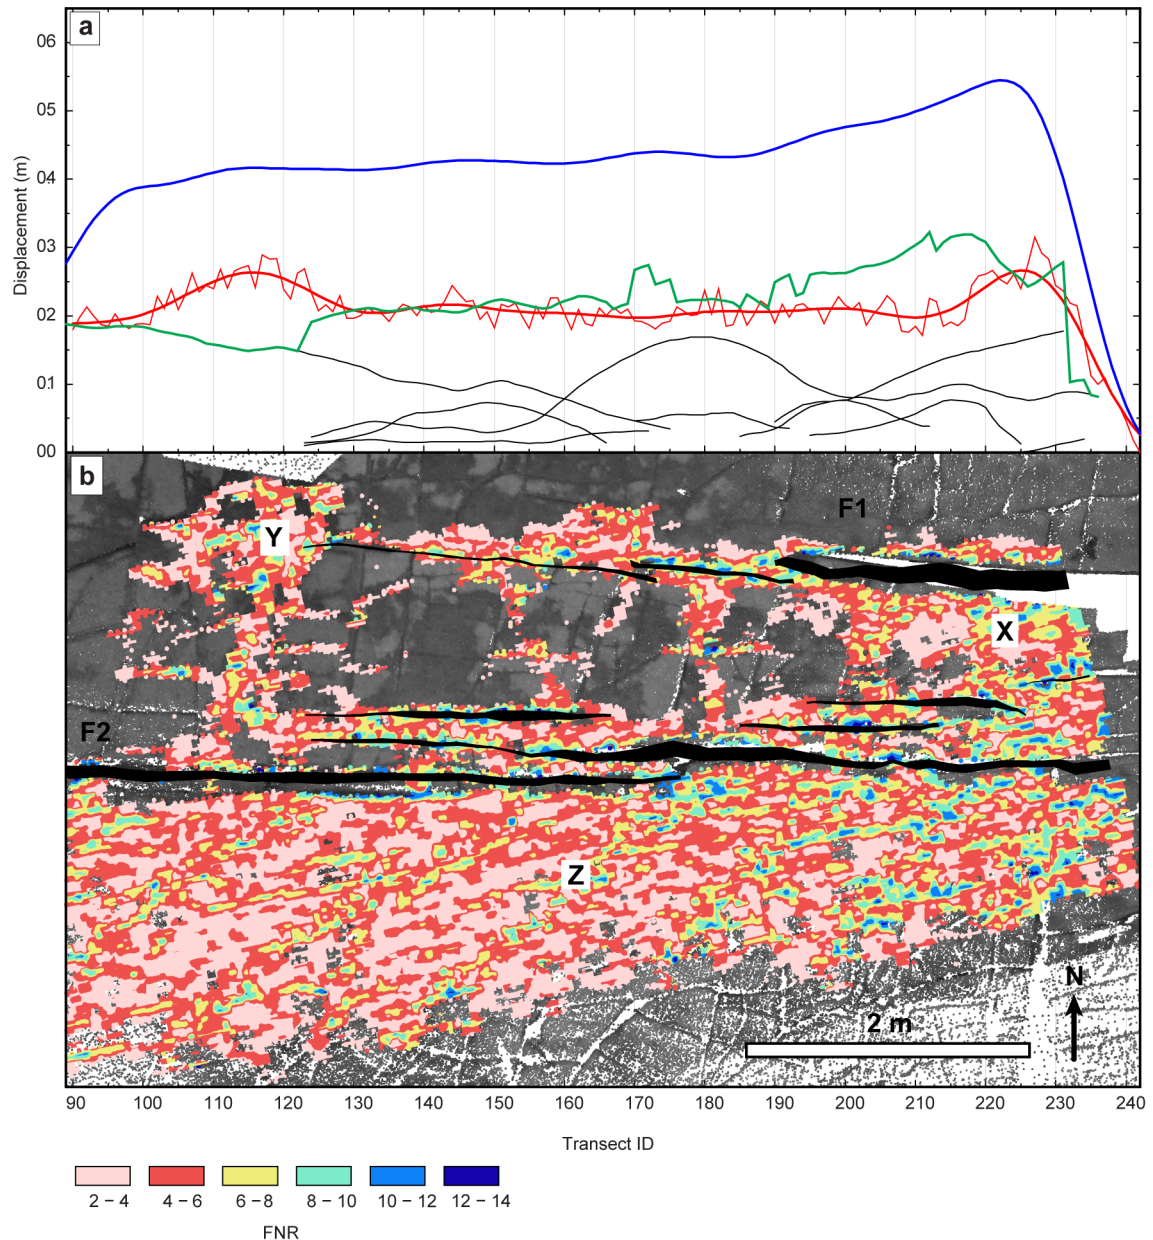 a
06
05
04
03
02
01
00
Displacement (m)
b
F1
Y
X
F2
Z
N
2 m
90 100 110 120 130 140 150 160 170 180 190 200 210 220 230 240
Transect ID
2 – 4 4 – 6 6 – 8 8 – 10 10 – 12 12 – 14
FNR